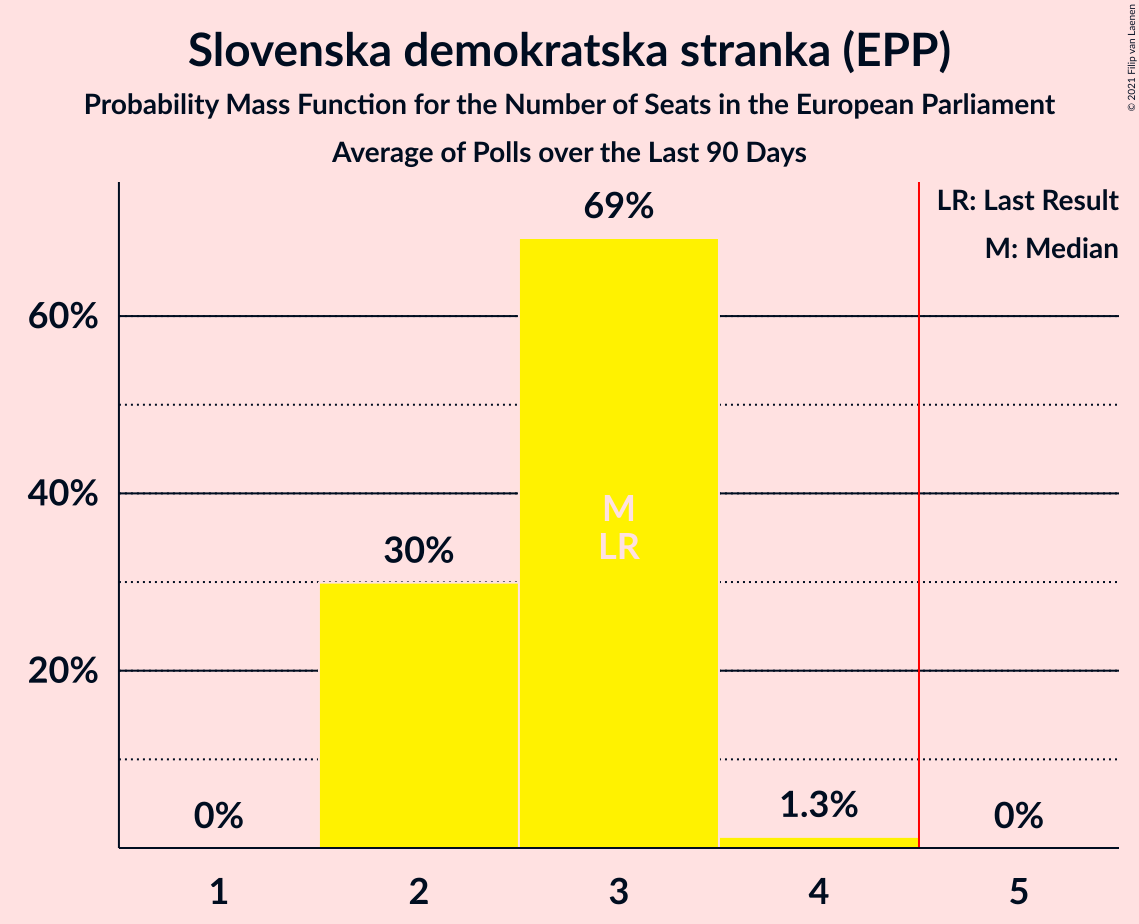 Slovenska demokratska stranka (EPP)
Probability Mass Function for the Number of Seats in the European Parliament
Average of Polls over the Last 90 Days
© 2021 Filip van Laenen
LR: Last Result
M: Median
69%
60%
40%
M
LR
30%
20%
1.3%
0%
0%
1 2 3 4 5